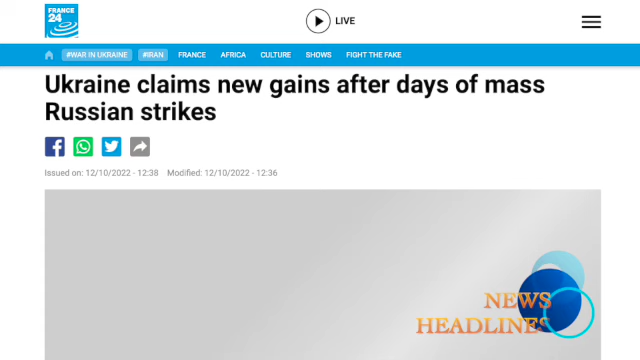 FRANCE
24
LIVE
#WAR IN UKRAINE #IRAN FRANCE AFRICA CULTURE SHOWS FIGHT THE FAKE
Ukraine claims new gains after days of mass
Russian strikes
Issued on: 12/10/2022 - 12:38 Modified: 12/10/2022 - 12:36
NEWS
HEADLINES